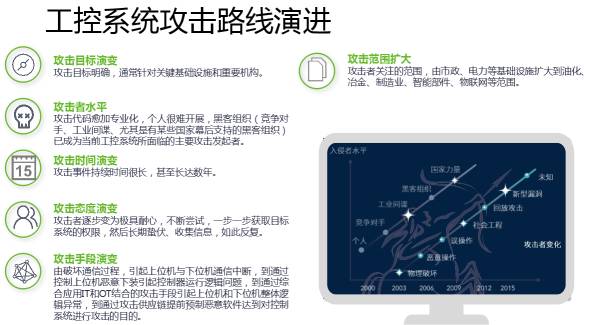 工控系统攻击路线演进
攻击目标演变
攻击目标明确，通常针对关键基础设施和重要机构。
攻击者水平
攻击代码愈加专业化，个人很难开展，黑客组织（竞争对
手、工业间谍、尤其是有某些国家幕后支持的黑客组织）
已成为当前工控系统所面临的主要攻击发起者。
15
攻击时间演变
攻击事件持续时间很长，甚至长达数年。
攻击态度演变
攻击者逐步变为极具耐心，不断尝试，一步一步获取目标
系统的权限，然后长期蛰伏、收集信息，如此反复。
攻击手段演变
由破坏通信过程，引起上位机与下位机通信中断，到通过
控制上位机恶意下装引起控制器运行逻辑问题，到通过综
合应用IT和OT结合的攻击手段引起上位机和下位机整体逻
辑异常，到通过攻击供应链提前预制恶意软件达到对控制
系统进行攻击的目的。
攻击范围扩大
攻击者关注的范围，由市政、电力等基础设施扩大到油化、
冶金、制造业、智能部件、物联网等范围。
入侵者水平
国家力量
黑客组织
工业间谍
竞争对手
个人
未知
新型漏洞
回放攻击
社会工程
误操作
恶意操作
物理破坏
攻击者变化
2000 2003 2006 2009 2012 2015